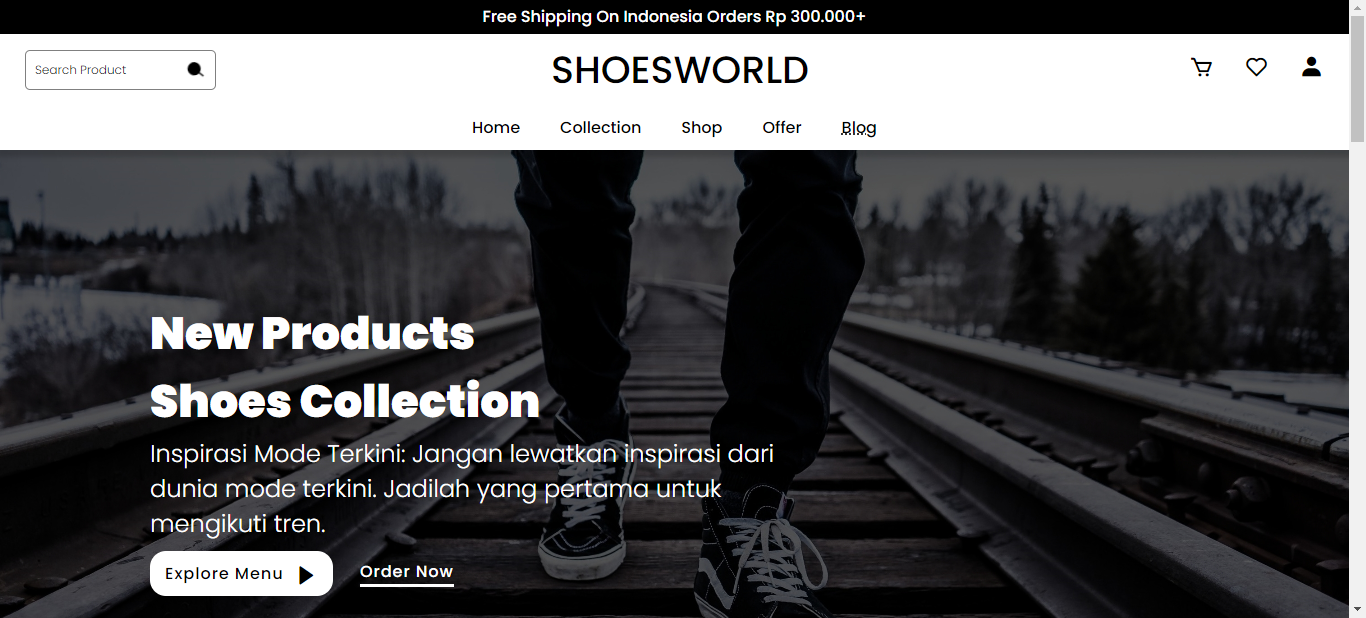 Free Shipping On Indonesia Orders Rp 300.000+
Search Product
SHOESWORLD
Home Collection Shop Offer Blog
New Products
Shoes Collection
Inspirasi Mode Terkini: Jangan lewatkan inspirasi dari
dunia mode terkini. Jadilah yang pertama untuk
mengikuti tren.
Explore Menu Order Now